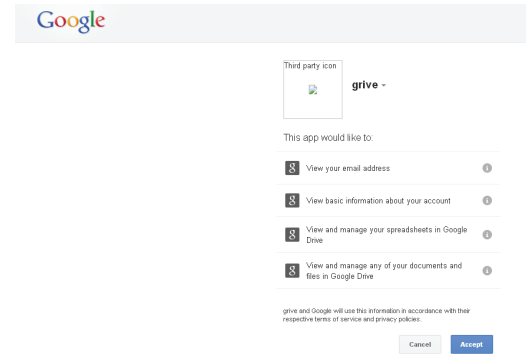 Google
Third party icon
grive
This app would like to:
View your email address
View basic information about your account
View and manage your spreadsheets in Google
Drive
View and manage any of your documents and
files in Google Drive
grive and Google will use this information in accordance with their
respective terms of service and privacy policies.
Cancel Accept